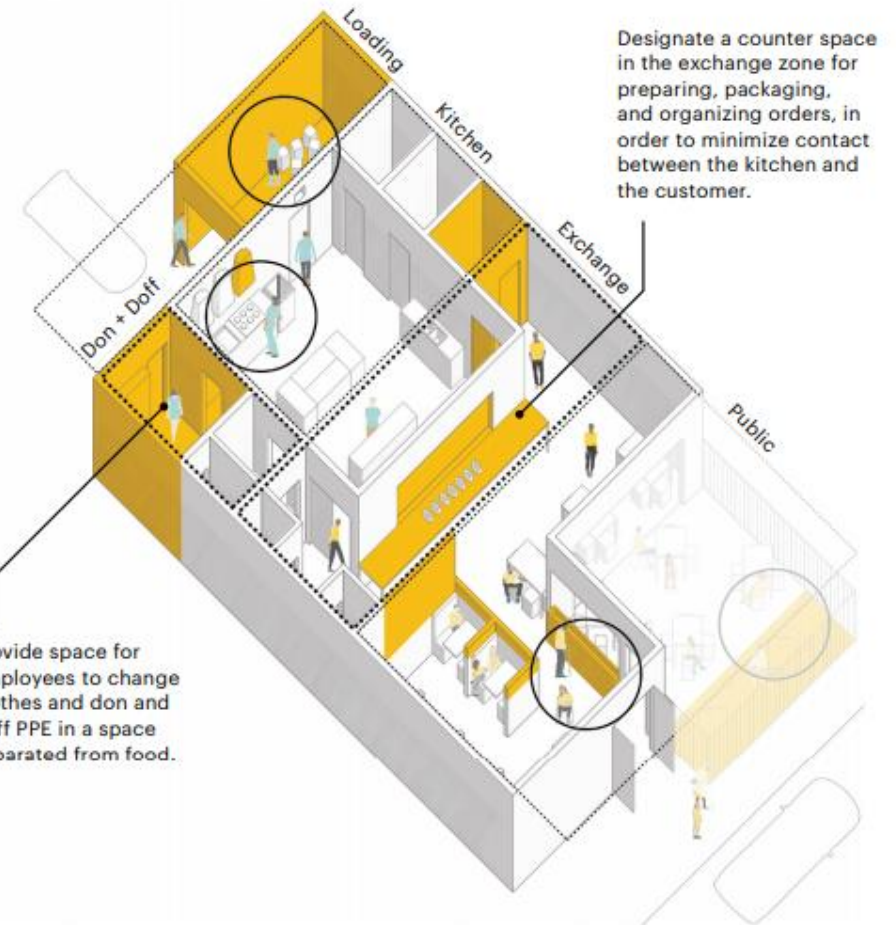 Loading
Kitchen
Exchange
Public
Don + Doff
Designate a counter space
in the exchange zone for
preparing, packaging,
and organizing orders, in
order to minimize contact
between the kitchen and
the customer.
ovide space for
ployees to change
thes and don and
ff PPE in a space
parated from food.